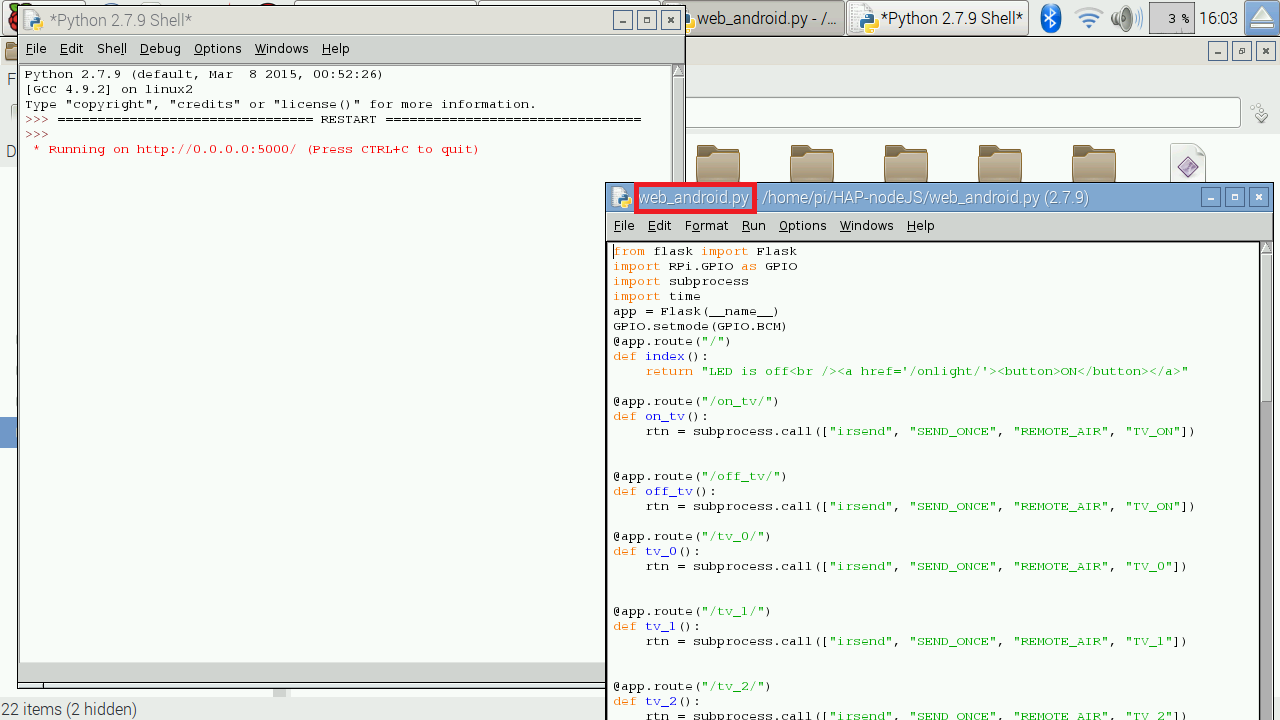 *Python 2.7.9 Shell*
web_android.py - /...
*Python 2.7.9 Shell*
3 %
16:03
File Edit Shell Debug Options Windows Help
Python 2.7.9 (default, Mar  8 2015, 00:52:26)
[GCC 4.9.2] on linux2
Type "copyright", "credits" or "license()" for more information.
>>> ================================ RESTART ================================
>>>
 * Running on http://0.0.0.0:5000/ (Press CTRL+C to quit)
web_android.py - /home/pi/HAP-nodeJS/web_android.py (2.7.9)
File Edit Format Run Options Windows Help
from flask import Flask
import RPi.GPIO as GPIO
import subprocess
import time
app = Flask(__name__)
GPIO.setmode(GPIO.BCM)
@app.route("/")
def index():
    return "LED is off<br /><a href='/onlight/'><button>ON</button></a>"
@app.route("/on_tv/")
def on_tv():
    rtn = subprocess.call(["irsend", "SEND_ONCE", "REMOTE_AIR", "TV_ON"])
@app.route("/off_tv/")
def off_tv():
    rtn = subprocess.call(["irsend", "SEND_ONCE", "REMOTE_AIR", "TV_ON"])
@app.route("/tv_0/")
def tv_0():
    rtn = subprocess.call(["irsend", "SEND_ONCE", "REMOTE_AIR", "TV_0"])
@app.route("/tv_1/")
def tv_1():
    rtn = subprocess.call(["irsend", "SEND_ONCE", "REMOTE_AIR", "TV_1"])
@app.route("/tv_2/")
def tv_2():
    rtn = subprocess.call(["irsend", "SEND_ONCE", "REMOTE_AIR", "TV_2"])
22 items (2 hidden)